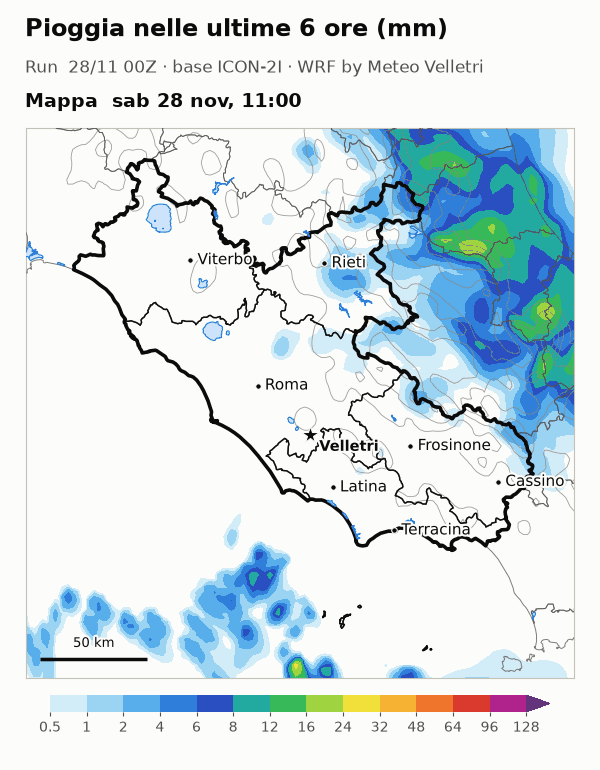 Pioggia nelle ultime 6 ore (mm)
Run 28/11 00Z · base ICON-2I · WRF by Meteo Velletri
Mappa sab 28 nov, 11:00
Viterbo
Rieti
Roma
Velletri
Frosinone
Latina
Cassino
Terracina
50 km
0.5 1 2 4 6 8 12 16 24 32 48 64 96 128